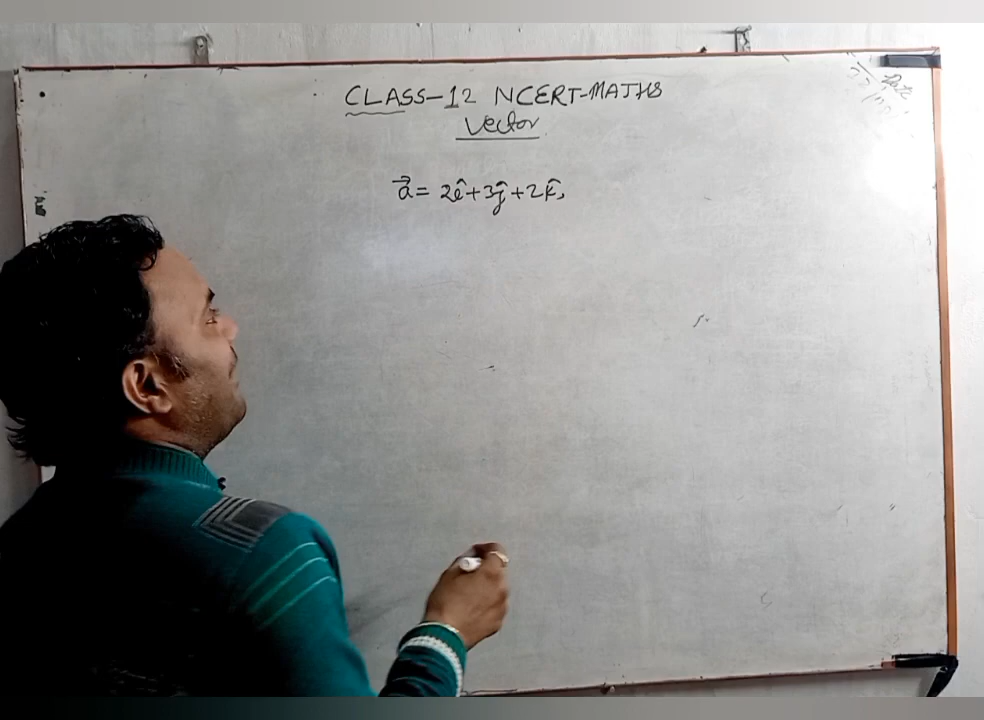 CLASS-12 NCERT-MATHS
Vector
a⃗ = 2î+3ĵ+2k̂,